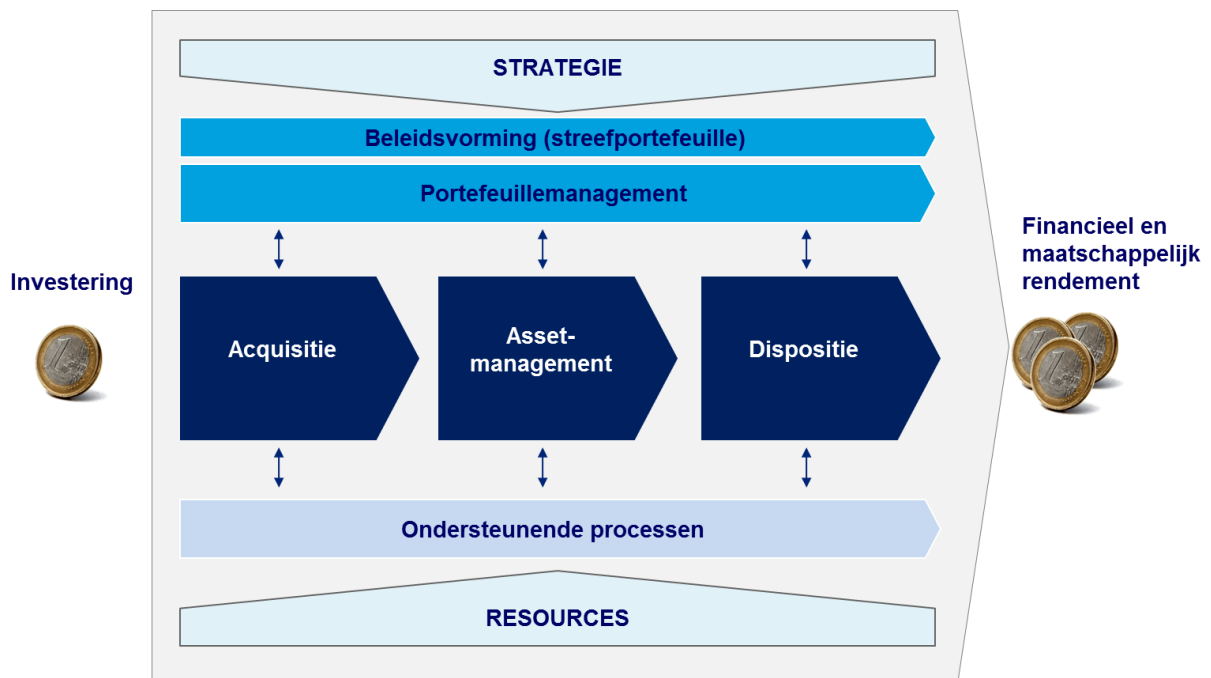 STRATEGIE
Beleidsvorming (streefportefeuille)
Portefeuillemanagement
Investering
Acquisitie
Asset-
management
Dispositie
Financieel en
maatschappelijk
rendement
Ondersteunende processen
RESOURCES